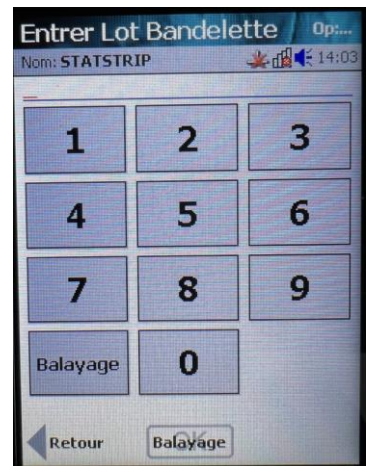 Entrer Lot Bandelette Op:...
Nom: STATSTRIP 14:03
1 2 3
4 5 6
7 8 9
Balayage 0
Retour Balayage OK